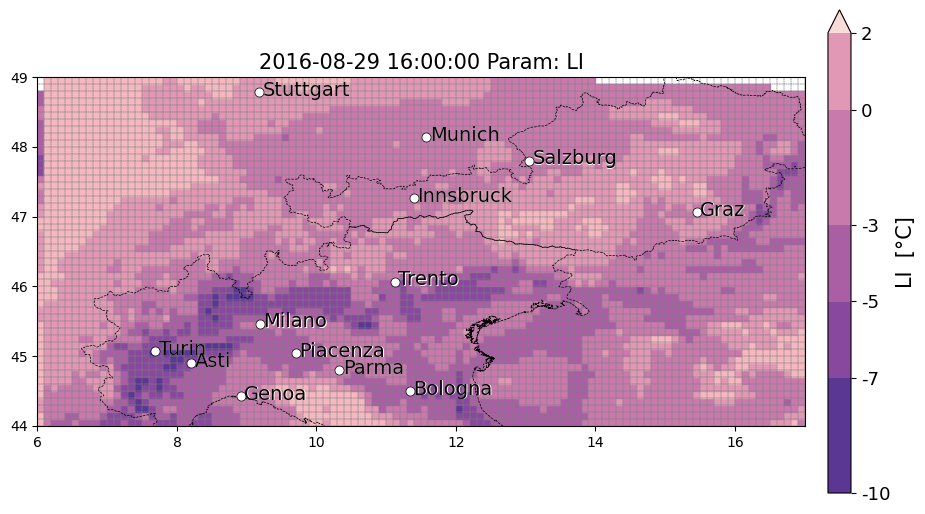 2016-08-29 16:00:00 Param: LI
49
48
47
46
45
44
6 8 10 12 14 16
Stuttgart
Munich
Salzburg
Innsbruck
Graz
Trento
Milano
Turin
Piacenza
Asti
Parma
Genoa
Bologna
2
0
-3
-5
-7
-10
LI [°C]